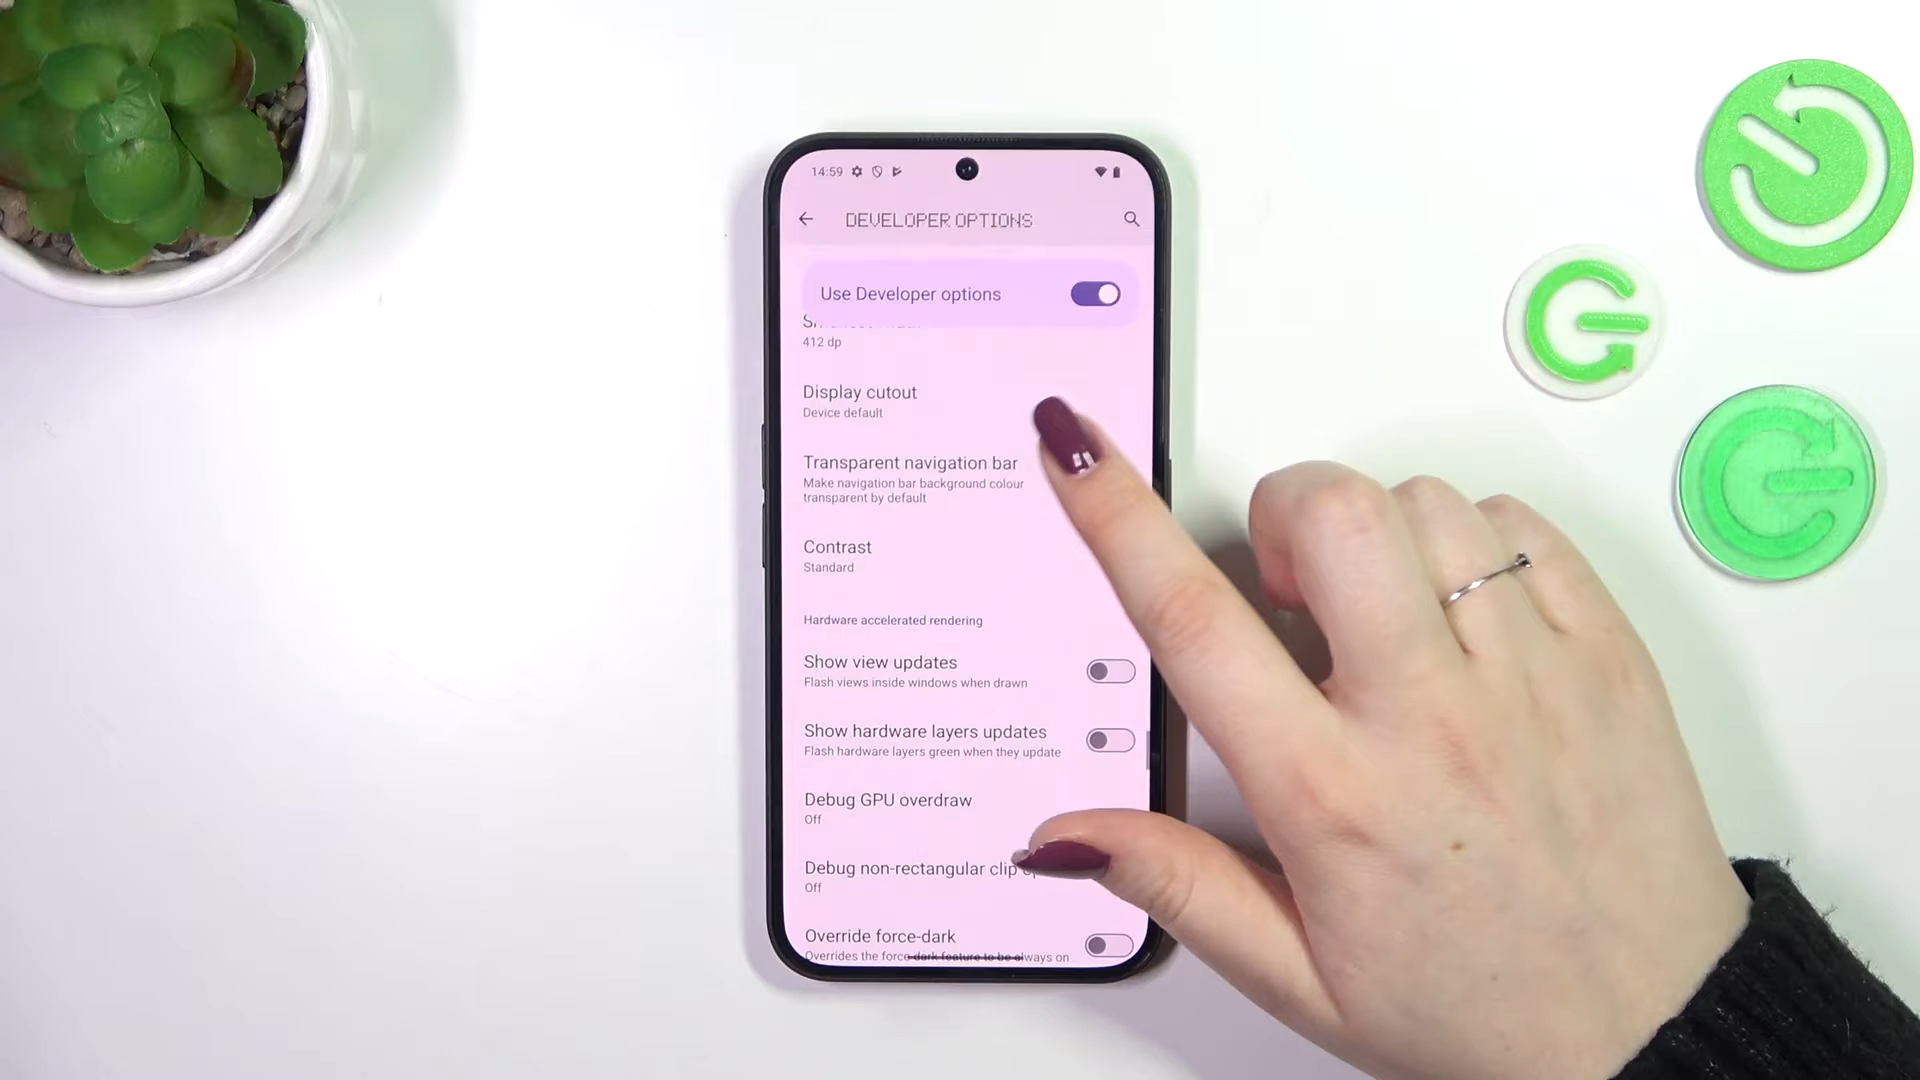 14:59
DEVELOPER OPTIONS
Use Developer options
412 dp
Display cutout
Device default
Transparent navigation bar
Make navigation bar background colour
transparent by default
Contrast
Standard
Hardware accelerated rendering
Show view updates
Flash views inside windows when drawn
Show hardware layers updates
Flash hardware layers green when they update
Debug GPU overdraw
Off
Debug non-rectangular clip
Off
Override force-dark
Overrides the force-dark feature to be always on